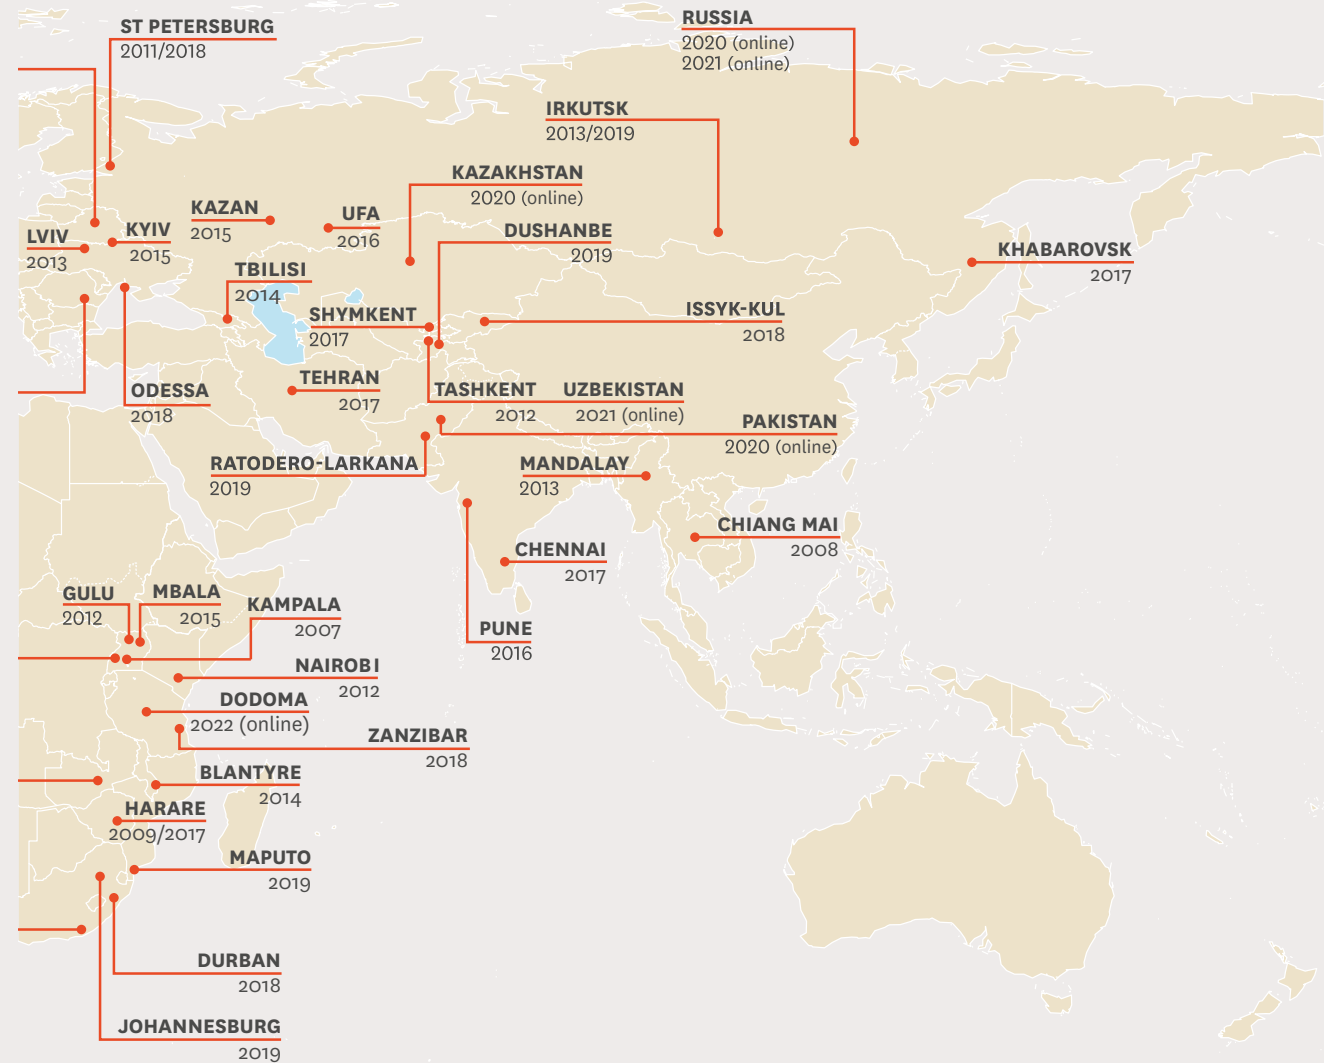 ST PETERSBURG
2011/2018
RUSSIA
2020 (online)
2021 (online)
IRKUTSK
2013/2019
KAZAKHSTAN
2020 (online)
KAZAN
2015
UFA
2016
DUSHANBE
2019
LVIV
2013
KYIV
2015
KHABAROVSK
2017
TBILISI
2014
SHYMKENT
2017
ISSYK-KUL
2018
TEHRAN
2017
ODESSA
2018
TASHKENT
2012
UZBEKISTAN
2021 (online)
PAKISTAN
2020 (online)
RATODERO-LARKANA
2019
MANDALAY
2013
CHIANG MAI
2008
CHENNAI
2017
GULU
2012
MBALA
2015
KAMPALA
2007
PUNE
2016
NAIROBI
2012
DODOMA
2022 (online)
ZANZIBAR
2018
BLANTYRE
2014
HARARE
2009/2017
MAPUTO
2019
DURBAN
2018
JOHANNESBURG
2019